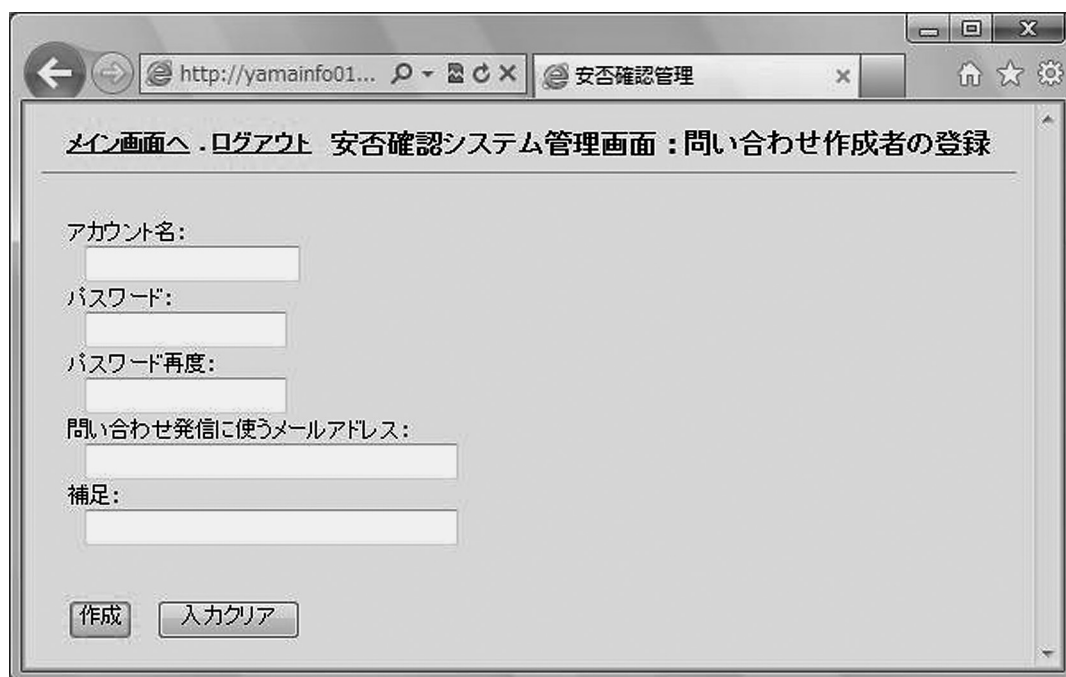 http://yamainfo01... 安否確認管理
メイン画面へ . ログアウト 安否確認システム管理画面 : 問い合わせ作成者の登録
アカウント名:
パスワード:
パスワード再度:
問い合わせ発信に使うメールアドレス:
補足:
作成 入力クリア